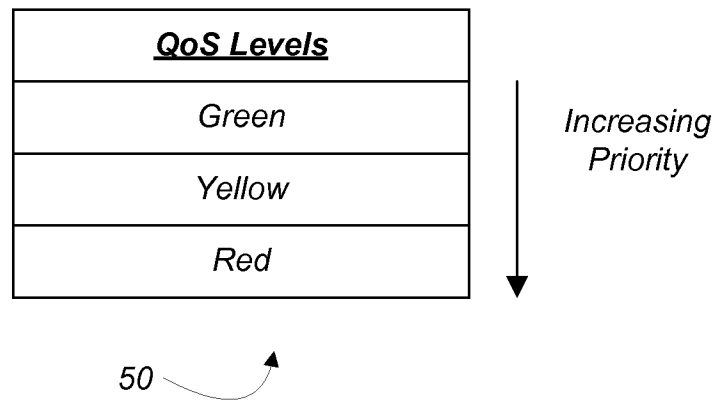 QoS Levels
Green
Yellow
Red
Increasing
Priority
50